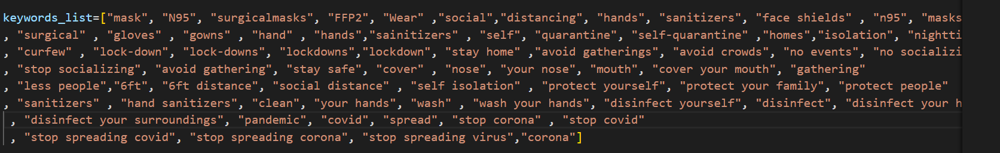 keywords_list=["mask", "N95", "surgicalmasks", "FFP2", "Wear" ,"social","distancing", "hands", "sanitizers", "face shields" , "n95", "masks
, "surgical" , "gloves" , "gowns" , "hand" , "hands","sainitizers" , "self", "quarantine", "self-quarantine" ,"homes","isolation", "nightti
, "curfew" , "lock-down", "lock-downs", "lockdowns","lockdown", "stay home" ,"avoid gatherings", "avoid crowds", "no events", "no socializi
, "stop socializing", "avoid gathering", "stay safe", "cover" , "nose", "your nose", "mouth", "cover your mouth", "gathering"
, "less people","6ft", "6ft distance", "social distance" , "self isolation" , "protect yourself", "protect your family", "protect people"
, "sanitizers" , "hand sanitizers", "clean", "your hands", "wash" , "wash your hands", "disinfect yourself", "disinfect", "disinfect your h
, "disinfect your surroundings", "pandemic", "covid", "spread", "stop corona" , "stop covid"
, "stop spreading covid", "stop spreading corona", "stop spreading virus","corona"]